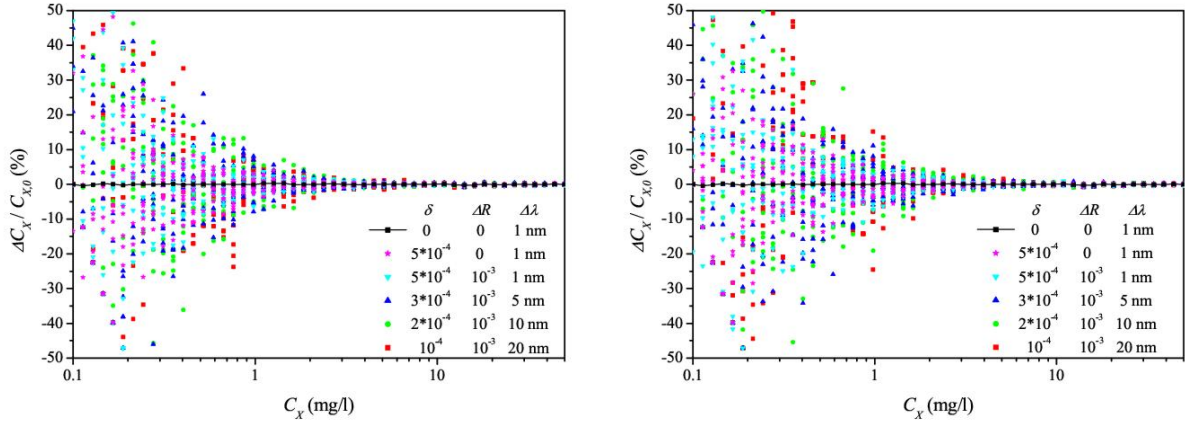 50
40
30
20
10
0
-10
-20
-30
-40
-50
ΔC_X / C_{X,0} (%)
δ ΔR Δλ
0 0 1 nm
5*10^-4 0 1 nm
5*10^-4 10^-3 1 nm
3*10^-4 10^-3 5 nm
2*10^-4 10^-3 10 nm
10^-4 10^-3 20 nm
0.1 1 10
C_X (mg/l)
50
40
30
20
10
0
-10
-20
-30
-40
-50
ΔC_X / C_{X,0} (%)
δ ΔR Δλ
0 0 1 nm
5*10^-4 0 1 nm
5*10^-4 10^-3 1 nm
3*10^-4 10^-3 5 nm
2*10^-4 10^-3 10 nm
10^-4 10^-3 20 nm
0.1 1 10
C_X (mg/l)